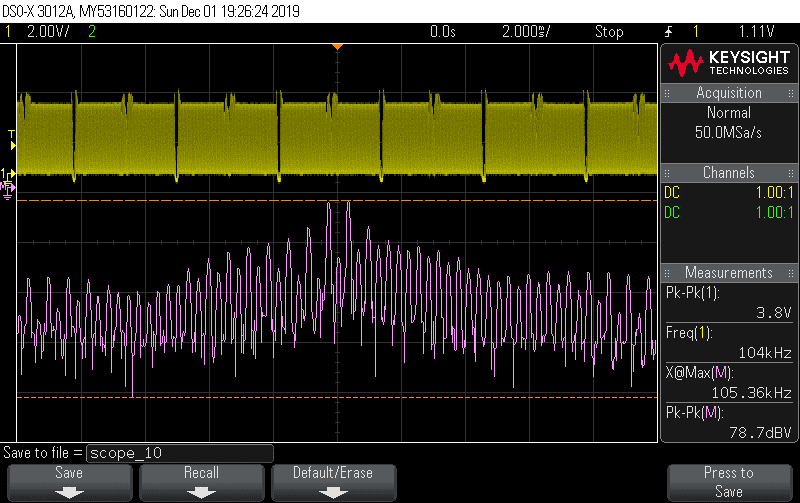 DSO-X 3012A, MY53160122: Sun Dec 01 19:26:24 2019
1 2.00V/ 2 0.0s 2.000ms/ Stop 1 1.11V
KEYSIGHT
TECHNOLOGIES
Acquisition
Normal
50.0MSa/s
Channels
DC 1.00:1
DC 1.00:1
Measurements
Pk-Pk(1):
3.8V
Freq(1):
104kHz
X@Max(M):
105.36kHz
Pk-Pk(M):
78.7dBV
T
1
M
Save to file = scope_10
Save
Recall
Default/Erase
Press to
Save